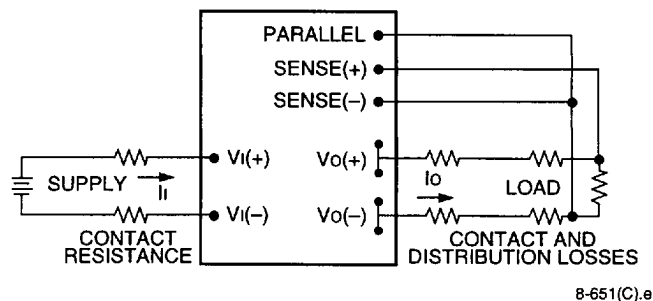 PARALLEL
SENSE(+)
SENSE(–)
VI(+)
VO(+)
SUPPLY
II
IO
LOAD
VI(–)
VO(–)
CONTACT
RESISTANCE
CONTACT AND
DISTRIBUTION LOSSES
8-651(C).e